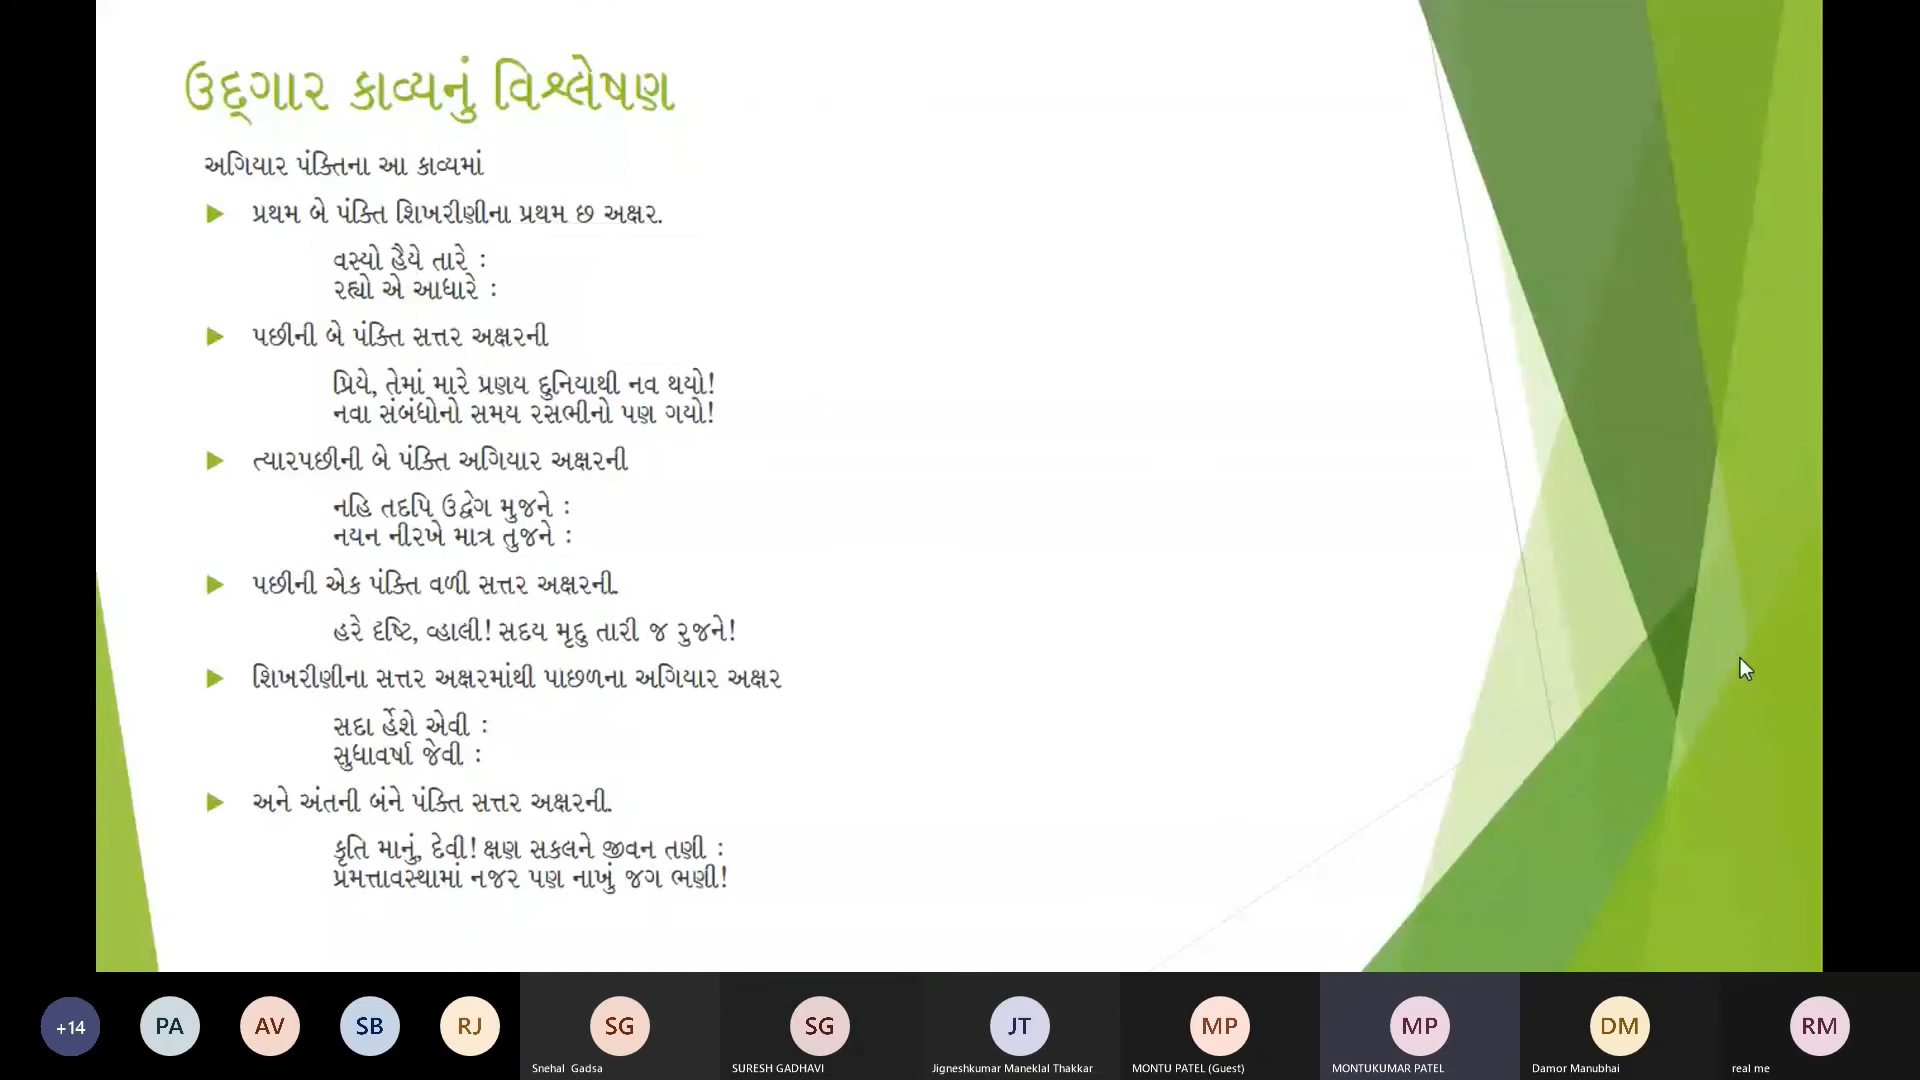 ઉદ્‌ગાર કાવ્યનું વિશ્લેષણ
અગિયાર પંક્તિના આ કાવ્યમાં
પ્રથમ બે પંક્તિ શિખરીણીના પ્રથમ છ અક્ષર.
વસ્યો હૈયે તારે :
રહ્યો એ આધારે :
પછીની બે પંક્તિ સત્તર અક્ષરની
પ્રિયે, તેમાં મારે પ્રણય દુનિયાથી નવ થયો!
નવા સંબંધોનો સમય રસભીનો પણ ગયો!
ત્યારપછીની બે પંક્તિ અગિયાર અક્ષરની
નહિ તદપિ ઉદ્વેગ મુજને :
નયન નીરખે માત્ર તુજને :
પછીની એક પંક્તિ વળી સત્તર અક્ષરની.
હરે દૃષ્ટિ, વ્હાલી! સદય મૃદુ તારી જ રુજને!
શિખરીણીના સત્તર અક્ષરમાંથી પાછળના અગિયાર અક્ષર
સદા ર્હેશે એવી :
સુધાવર્ષા જેવી :
અને અંતની બંને પંક્તિ સત્તર અક્ષરની.
કૃતિ માનું, દેવી! ક્ષણ સકલને જીવન તણી :
પ્રમત્તાવસ્થામાં નજર પણ નાખું જગ ભણી!
+14 PA AV SB RJ SG SG JT MP MP DM RM
Snehal Gadsa SURESH GADHAVI Jigneshkumar Maneklal Thakkar MONTU PATEL (Guest) MONTUKUMAR PATEL Damor Manubhai real me